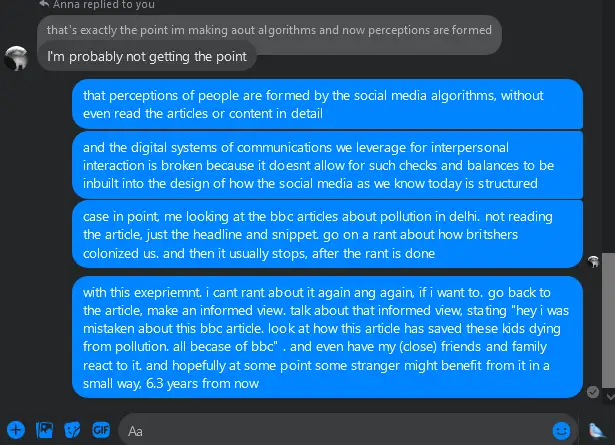 Anna replied to you
that's exactly the point im making aout algorithms and now perceptions are formed
I'm probably not getting the point
that perceptions of people are formed by the social media algorithms, without
even read the articles or content in detail
and the digital systems of communications we leverage for interpersonal
interaction is broken because it doesnt allow for such checks and balances to be
inbuilt into the design of how the social media as we know today is structured
case in point, me looking at the bbc articles about pollution in delhi. not reading
the article, just the headline and snippet. go on a rant about how britshers
colonized us. and then it usually stops, after the rant is done
with this exepriemnt. i cant rant about it again ang again, if i want to. go back to
the article, make an informed view. talk about that informed view, stating "hey i was
mistaken about this bbc article. look at how this article has saved these kids dying
from pollution. all becase of bbc" . and even have my (close) friends and family
react to it. and hopefully at some point some stranger might benefit from it in a
small way, 6.3 years from now
GIF
Aa